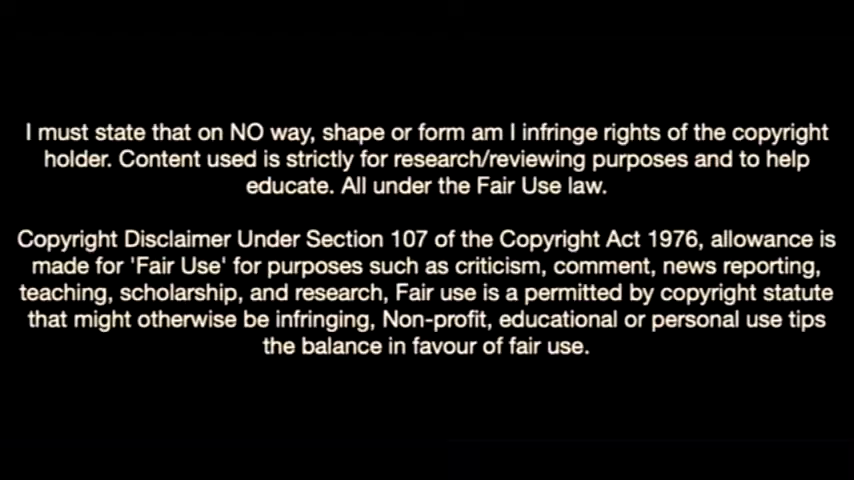 I must state that on NO way, shape or form am I infringe rights of the copyright
holder. Content used is strictly for research/reviewing purposes and to help
educate. All under the Fair Use law.
Copyright Disclaimer Under Section 107 of the Copyright Act 1976, allowance is
made for 'Fair Use' for purposes such as criticism, comment, news reporting,
teaching, scholarship, and research, Fair use is a permitted by copyright statute
that might otherwise be infringing, Non-profit, educational or personal use tips
the balance in favour of fair use.